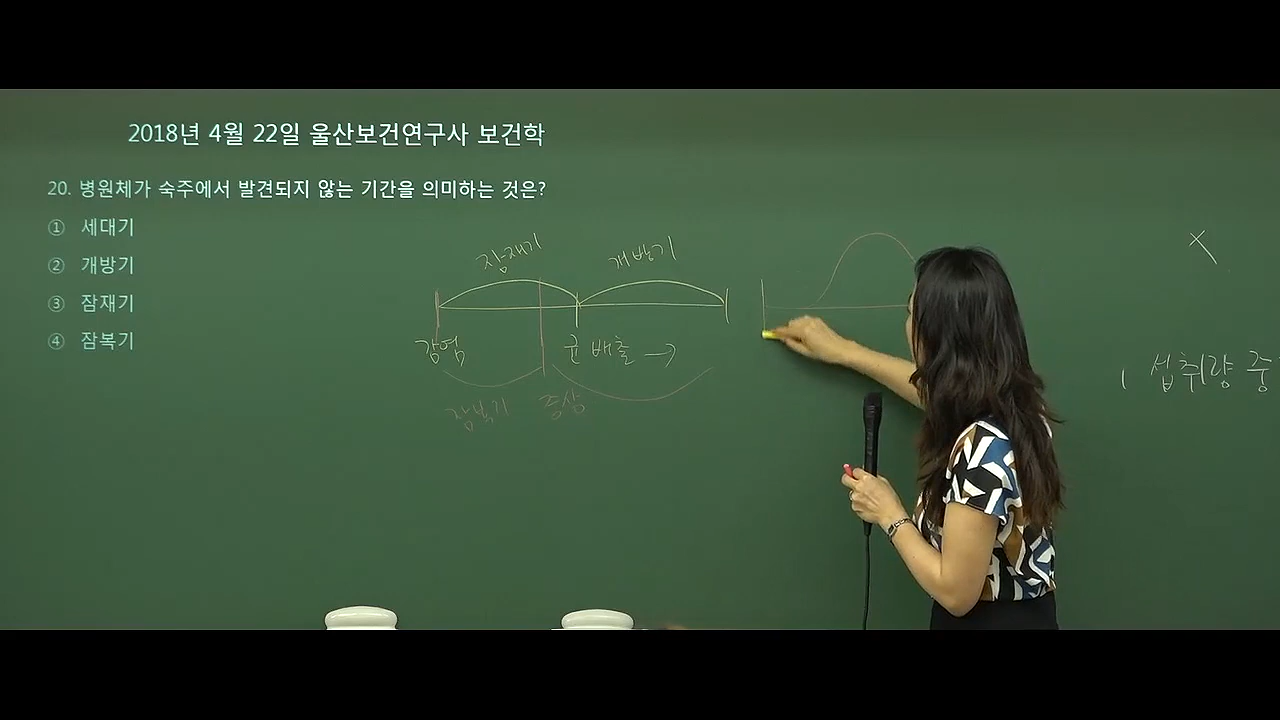 2018년 4월 22일 울산보건연구사 보건학
20. 병원체가 숙주에서 발견되지 않는 기간을 의미하는 것은?
① 세대기
② 개방기
③ 잠재기
④ 잠복기
잠재기 개방기
감염 균 배출 →
잠복기 증상
섭취량 중